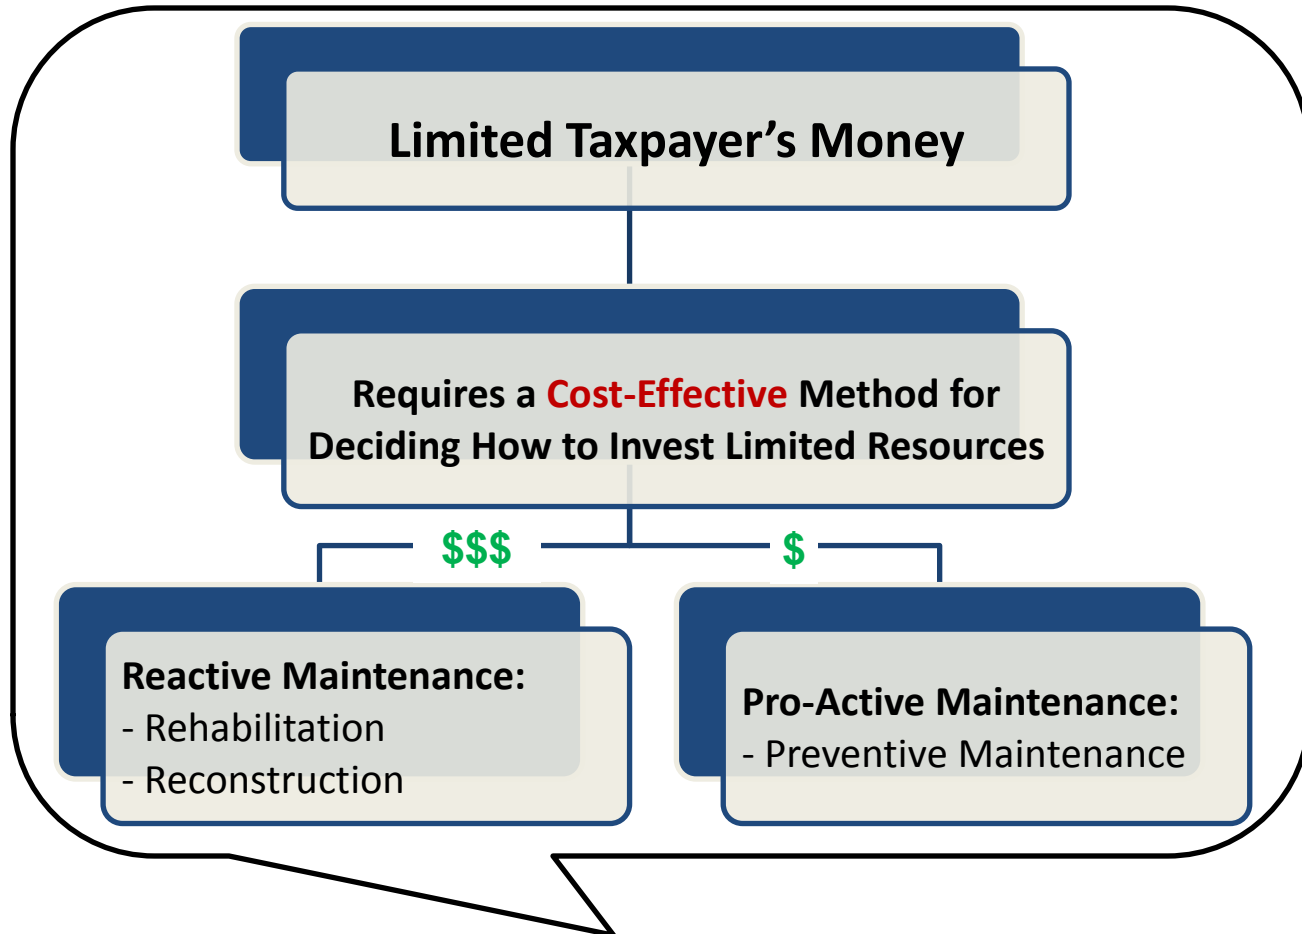 Limited Taxpayer’s Money
Requires a Cost-Effective Method for
Deciding How to Invest Limited Resources
$$$
$
Reactive Maintenance:
- Rehabilitation
- Reconstruction
Pro-Active Maintenance:
- Preventive Maintenance